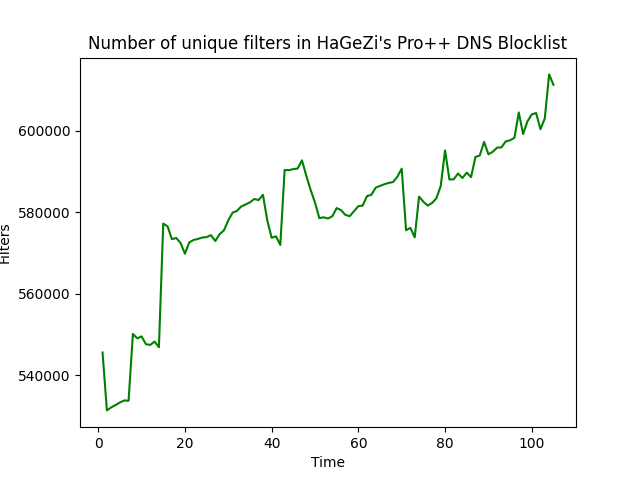 Number of unique filters in HaGeZi's Pro++ DNS Blocklist
600000
580000
560000
540000
Filters
0 20 40 60 80 100
Time